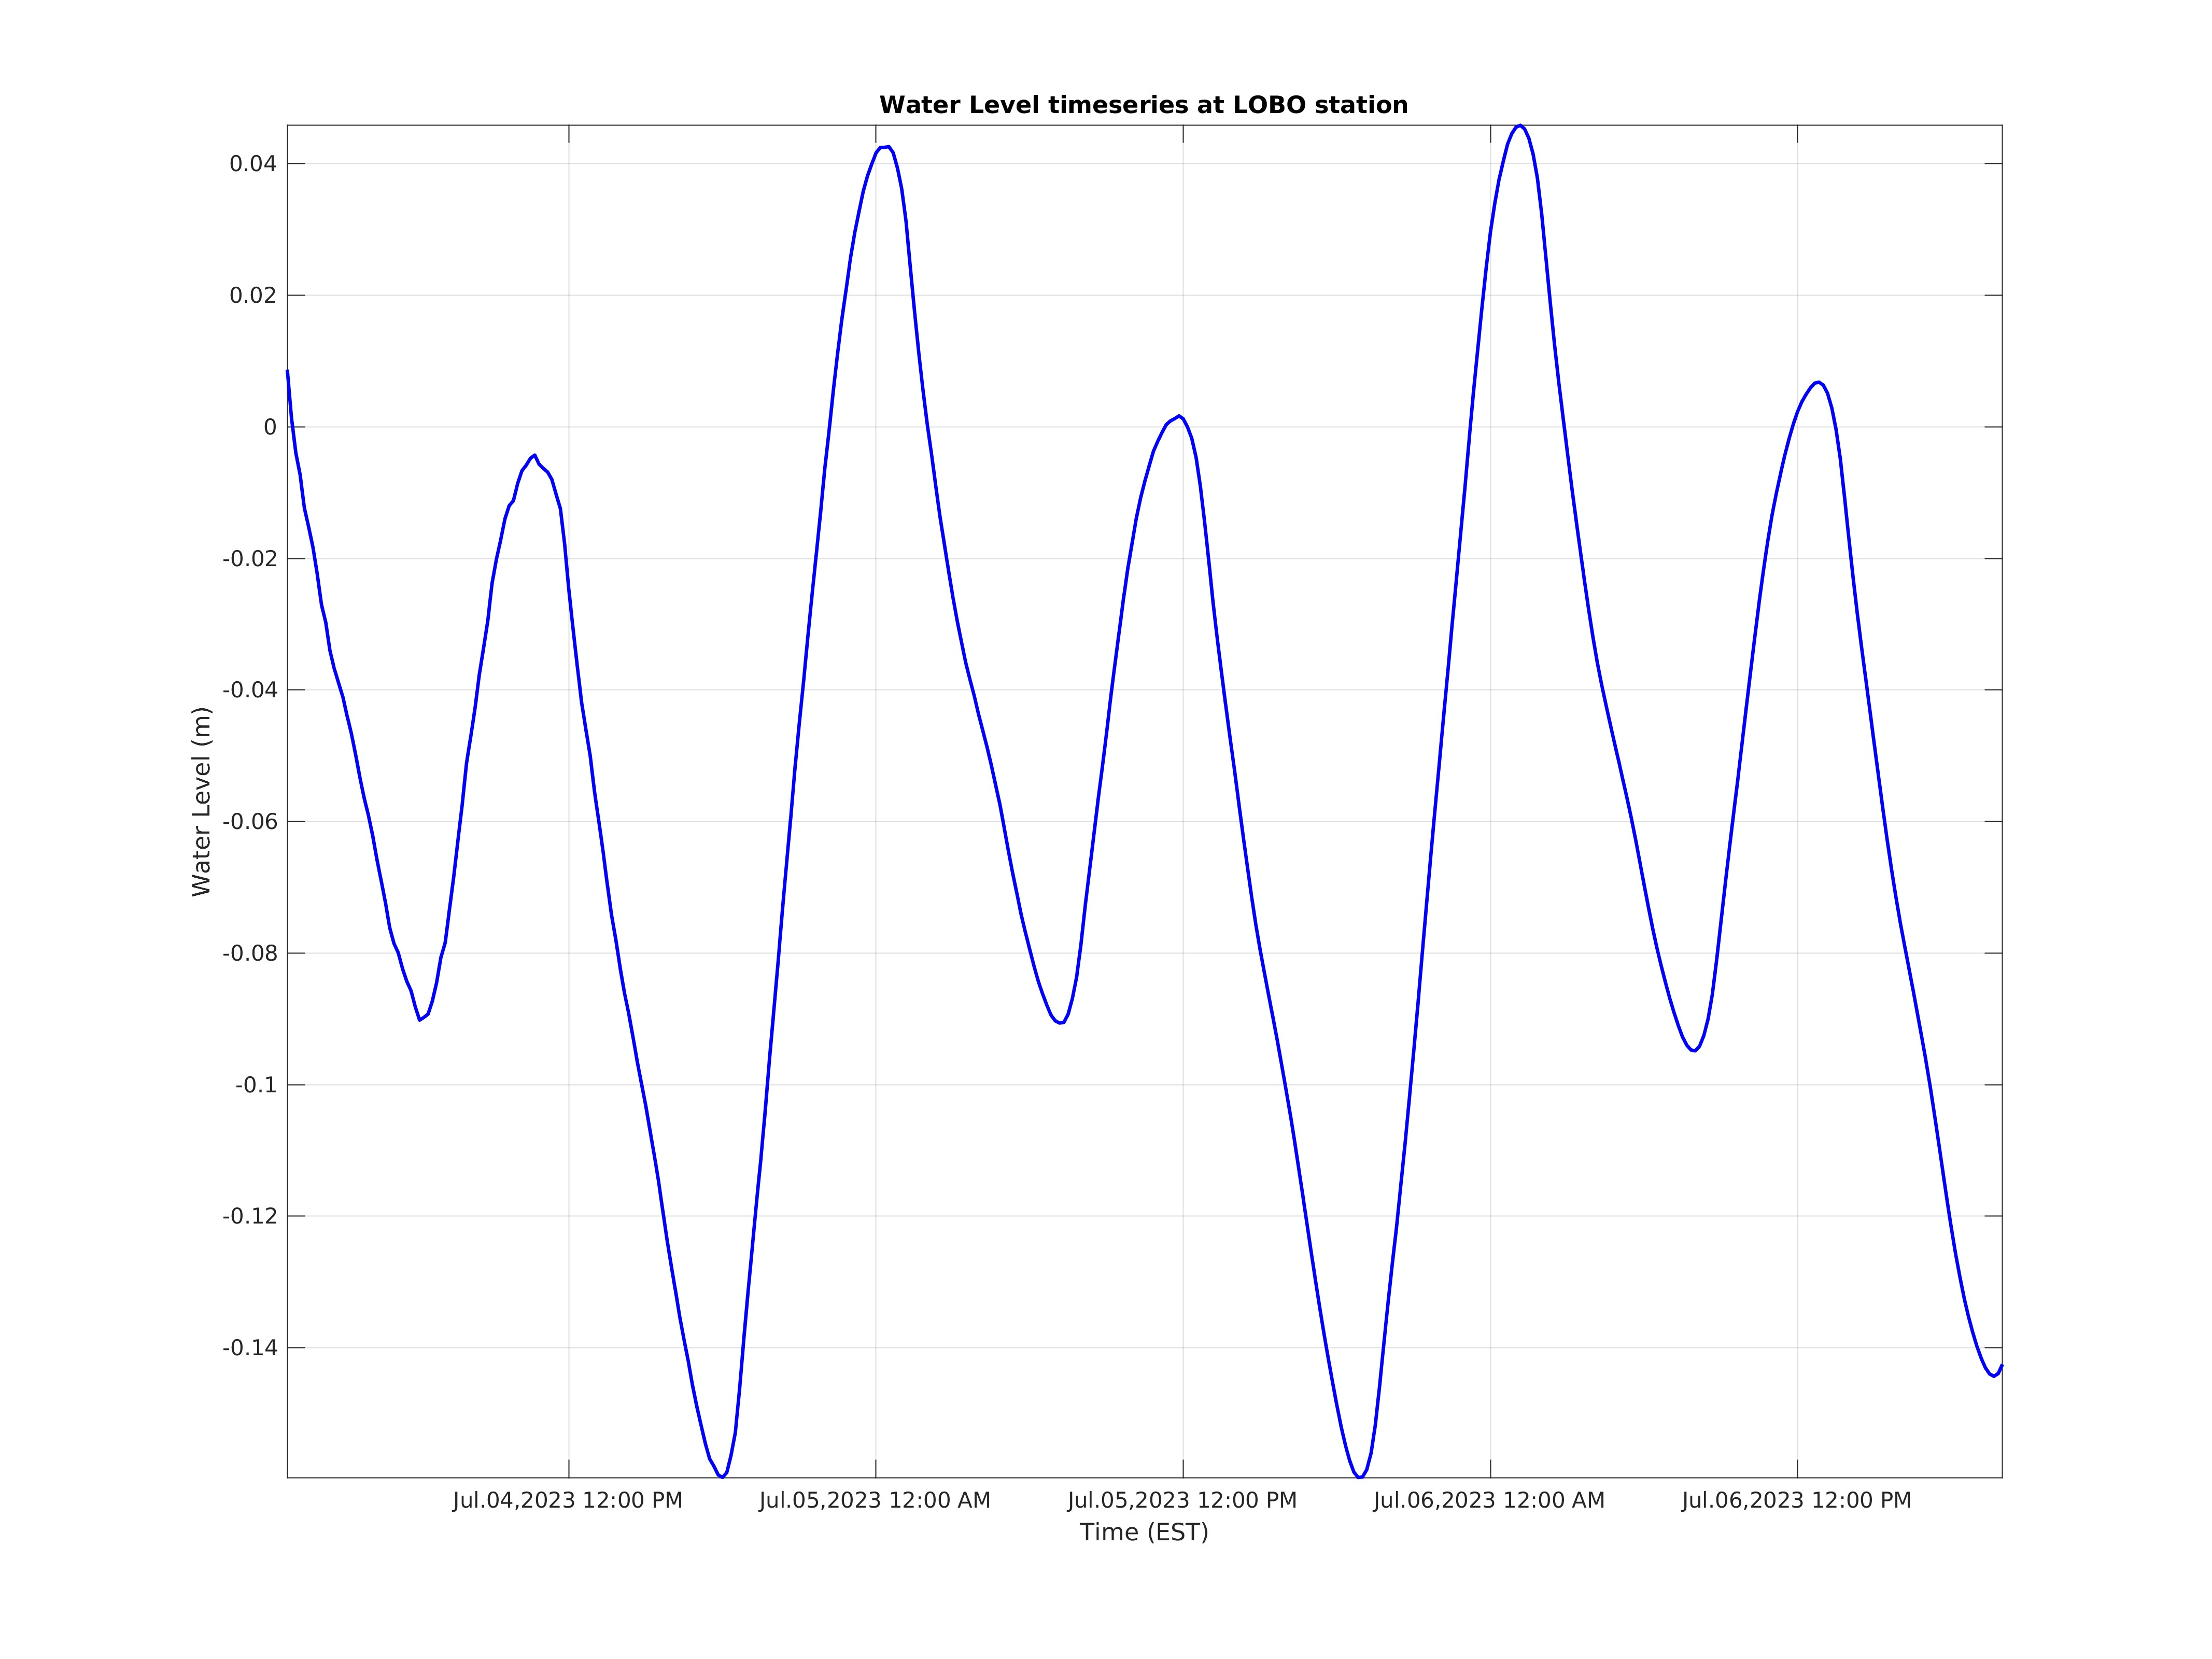 Water Level timeseries at LOBO station
0.04
0.02
0
-0.02
-0.04
-0.06
-0.08
-0.1
-0.12
-0.14
Water Level (m)
Jul.04,2023 12:00 PM
Jul.05,2023 12:00 AM
Jul.05,2023 12:00 PM
Jul.06,2023 12:00 AM
Jul.06,2023 12:00 PM
Time (EST)